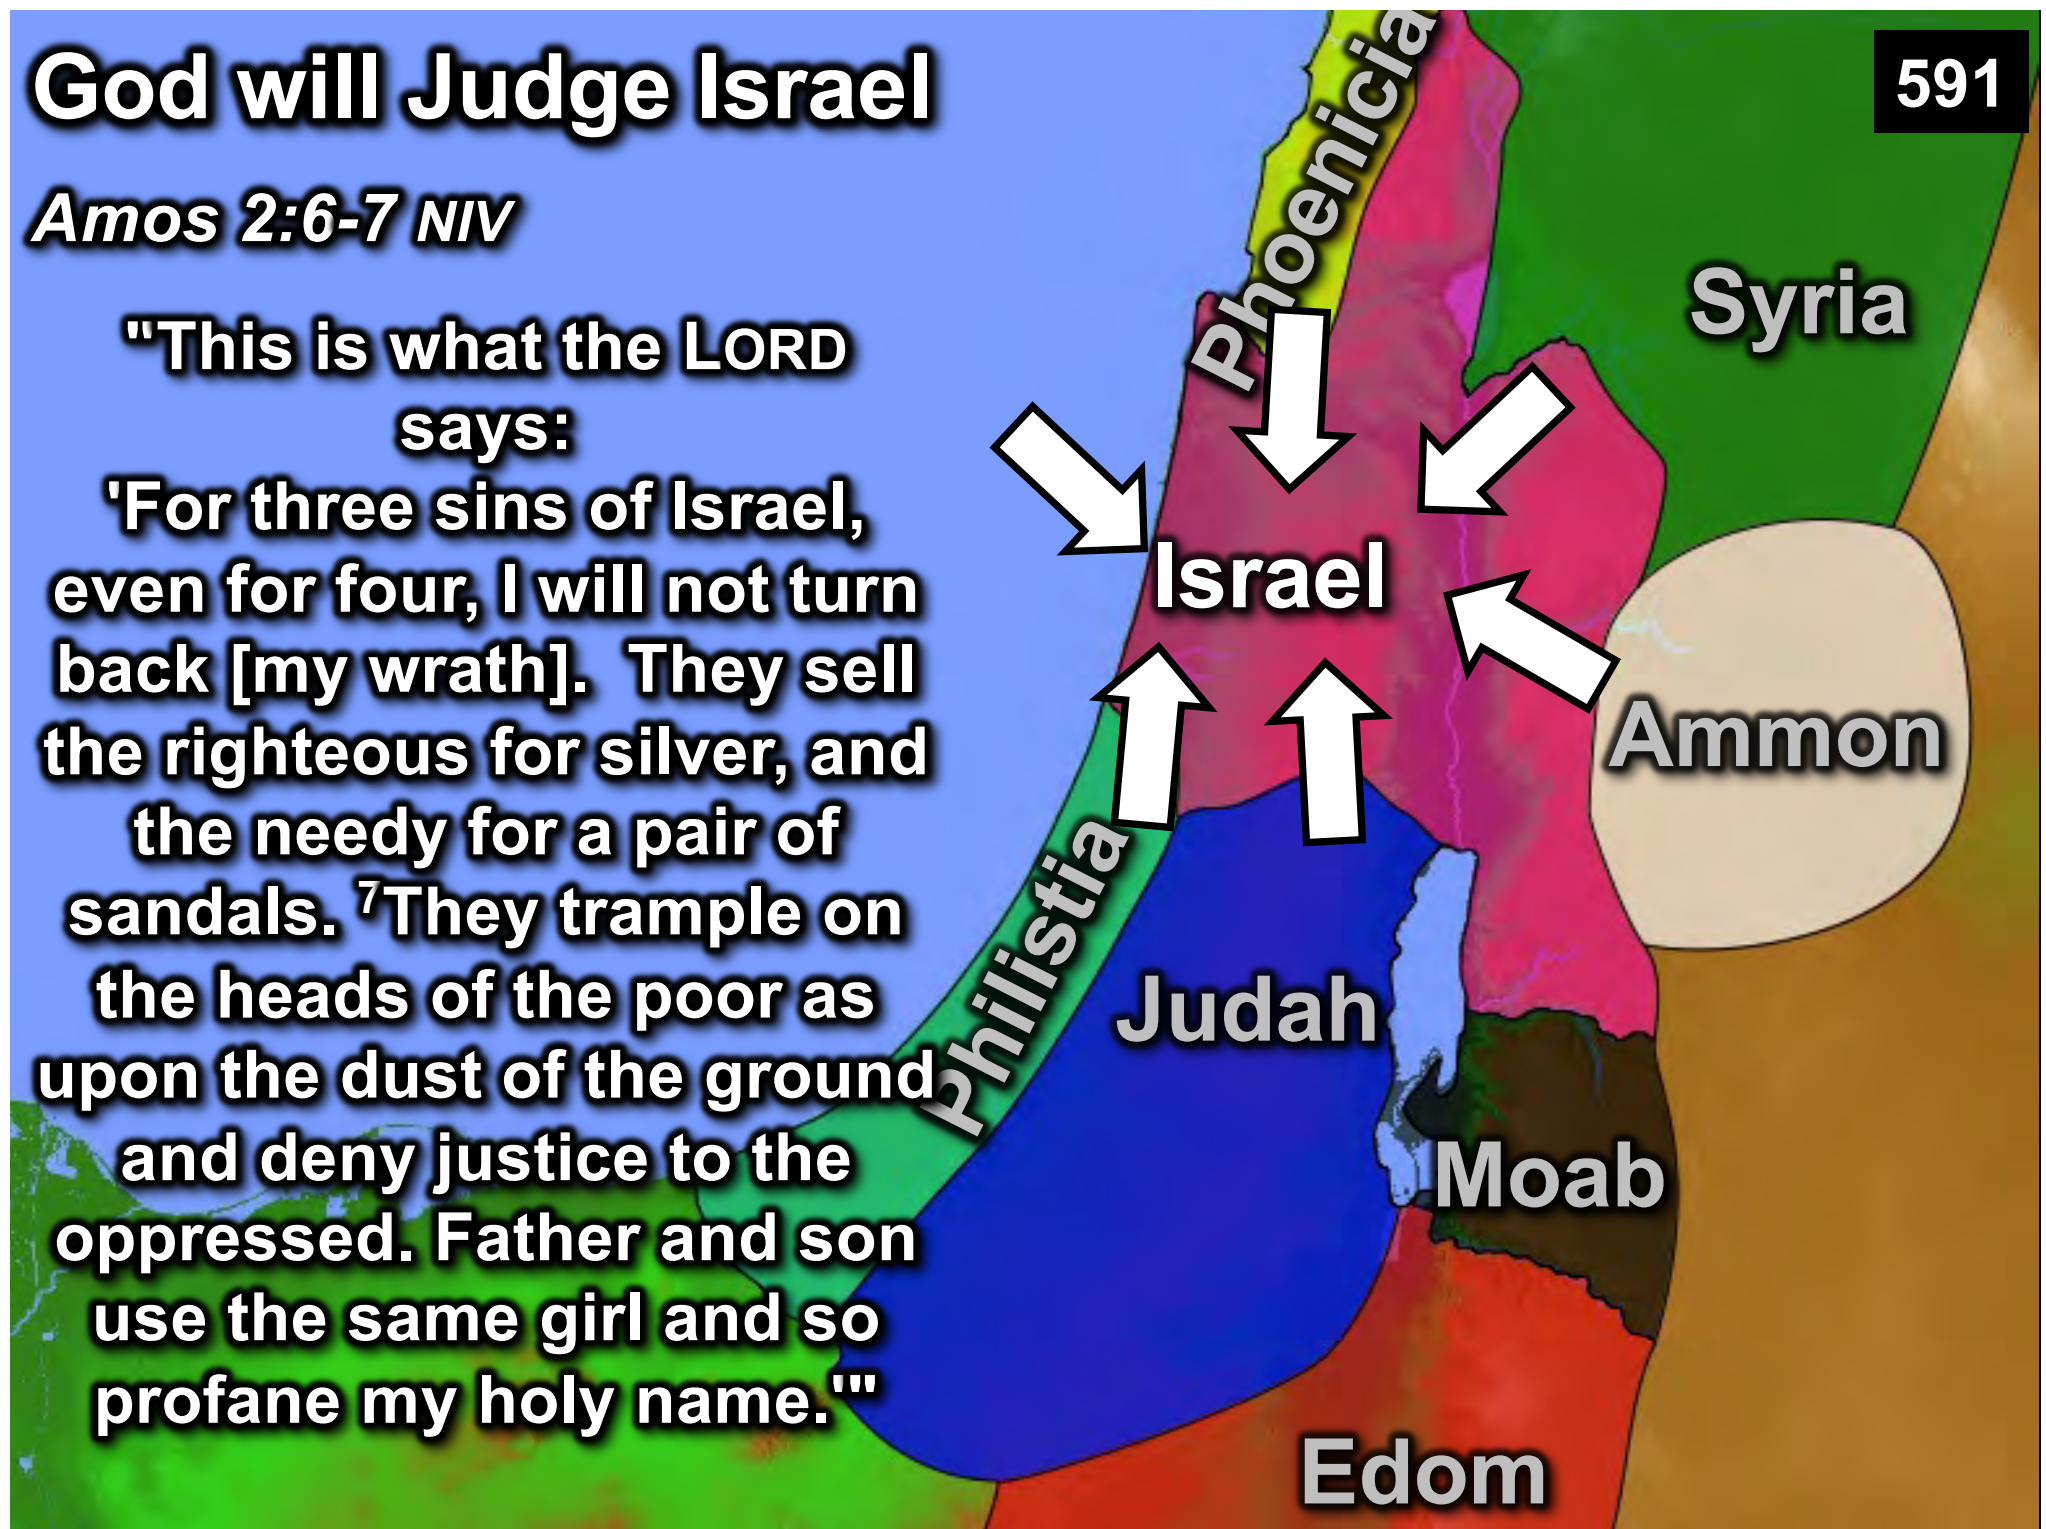 God will Judge Israel
591
Amos 2:6-7 NIV
"This is what the LORD
says:
'For three sins of Israel,
even for four, I will not turn
back [my wrath].  They sell
the righteous for silver, and
the needy for a pair of
sandals. ⁷They trample on
the heads of the poor as
upon the dust of the ground
and deny justice to the
oppressed. Father and son
use the same girl and so
profane my holy name.'"
Phoenicia
Syria
Israel
Ammon
Philistia
Judah
Moab
Edom